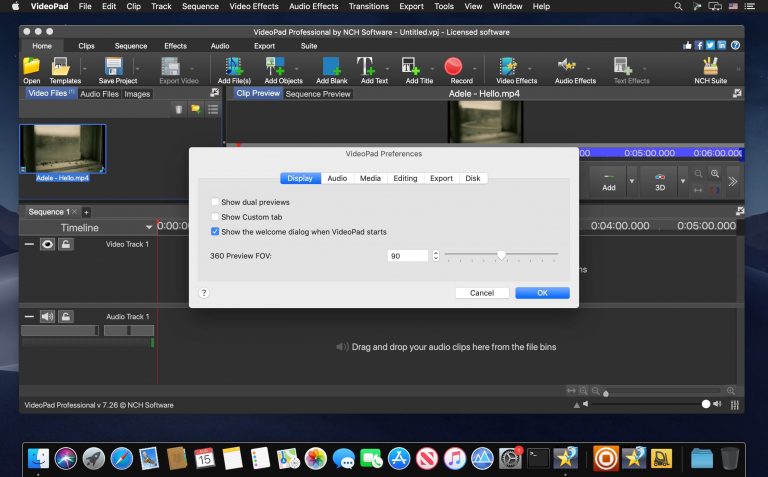 VideoPad File Edit Clip Track Sequence Video Effects Audio Effects Transitions Export Tools View Window Help
VideoPad Professional by NCH Software - Untitled.vpj - Licensed software
Home Clips Sequence Effects Audio Export Suite
Open Templates Save Project Export Video Add File(s) Add Objects Add Blank Add Text Add Title Record Video Effects Audio Effects Text Effects NCH Suite
Video Files (1) Audio Files Images Clip Preview Sequence Preview Adele - Hello.mp4
VideoPad Preferences
000 0:05:00.000 0:06:00.000
Display Audio Media Editing Export Disk
Adele - Hello.mp4
Add 3D
Show dual previews
Sequence 1 × +
Show Custom tab
Timeline 0:00:0 0:04:00.000 0:05:00.000
Show the welcome dialog when VideoPad starts
Video Track 1
360 Preview FOV: 90
ns
? Cancel OK
Audio Track 1
Drag and drop your audio clips here from the file bins
VideoPad Professional v 7.26 © NCH Software
15